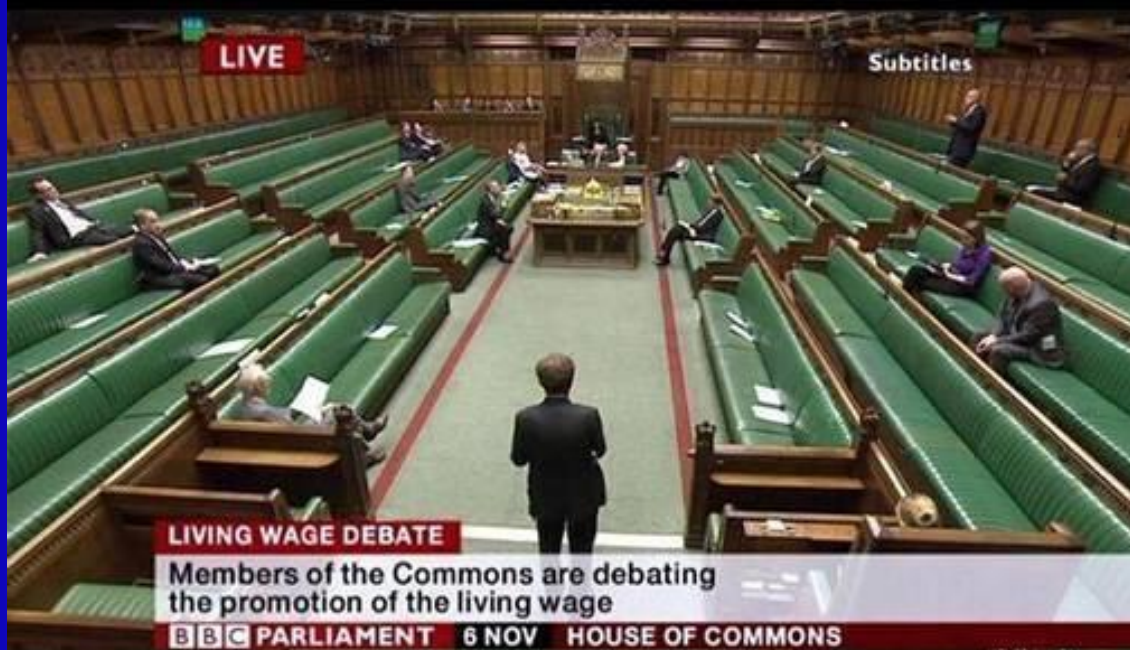 LIVE
Subtitles
LIVING WAGE DEBATE
Members of the Commons are debating
the promotion of the living wage
BBC PARLIAMENT 6 NOV HOUSE OF COMMONS